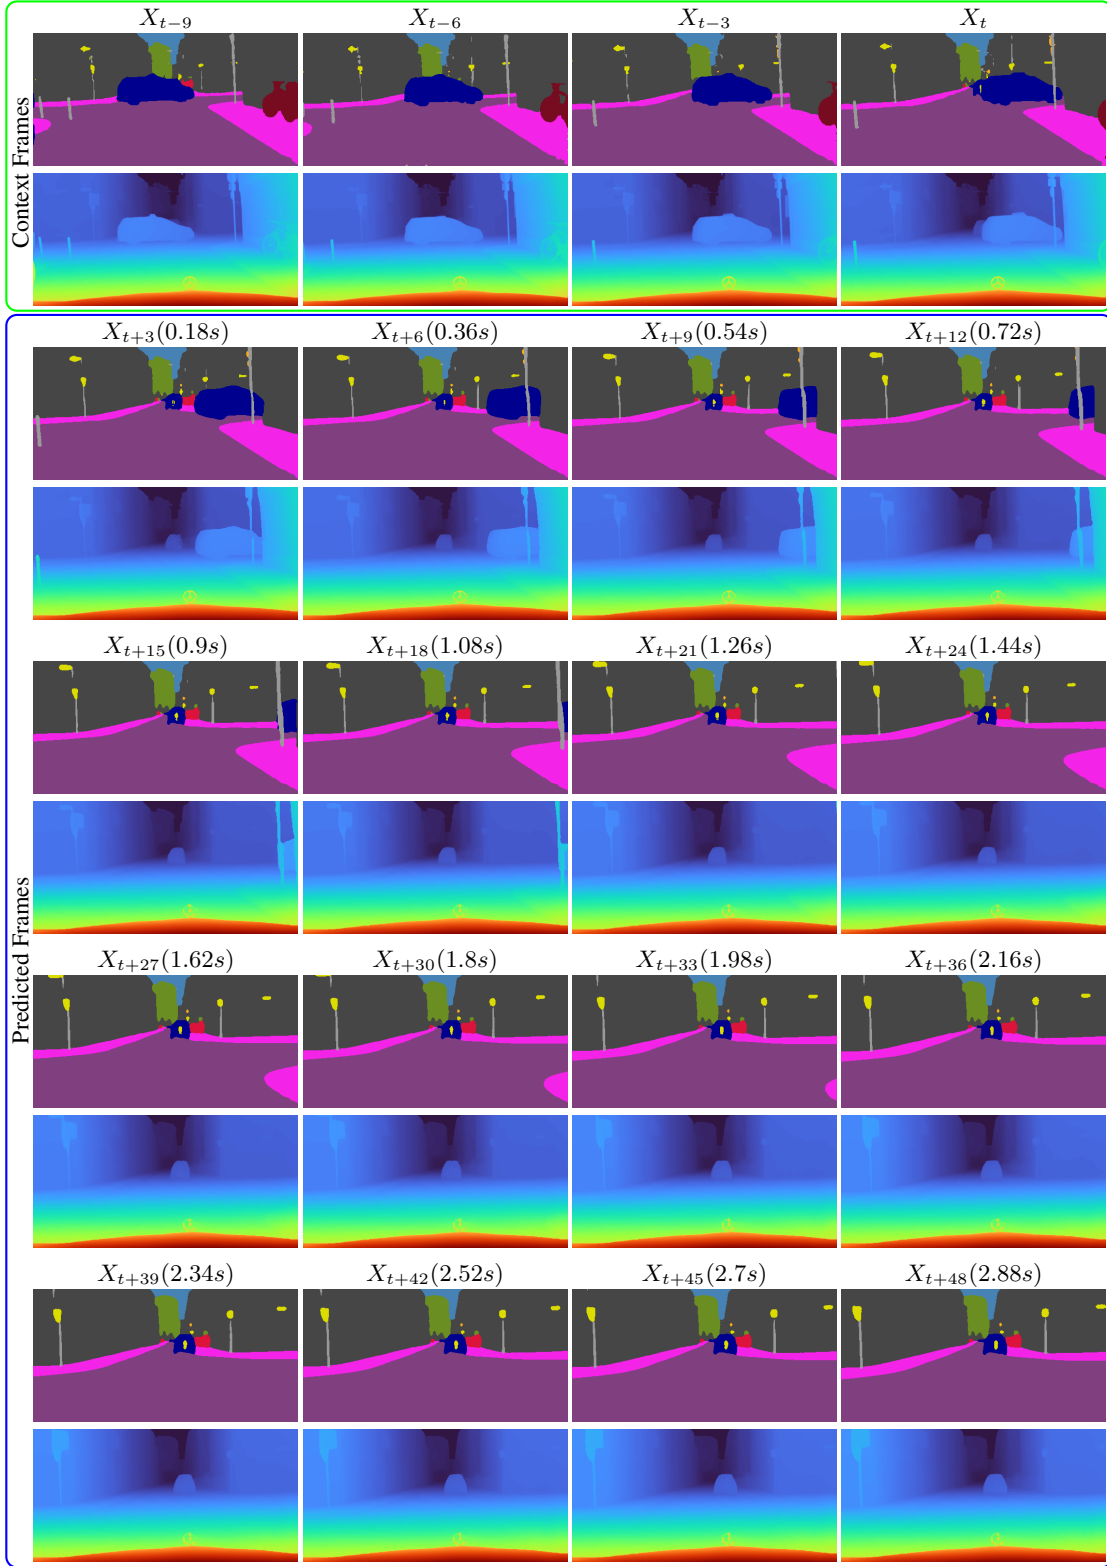 X_{t−9} X_{t−6} X_{t−3} X_t
Context Frames
X_{t+3}(0.18s) X_{t+6}(0.36s) X_{t+9}(0.54s) X_{t+12}(0.72s)
X_{t+15}(0.9s) X_{t+18}(1.08s) X_{t+21}(1.26s) X_{t+24}(1.44s)
Predicted Frames
X_{t+27}(1.62s) X_{t+30}(1.8s) X_{t+33}(1.98s) X_{t+36}(2.16s)
X_{t+39}(2.34s) X_{t+42}(2.52s) X_{t+45}(2.7s) X_{t+48}(2.88s)